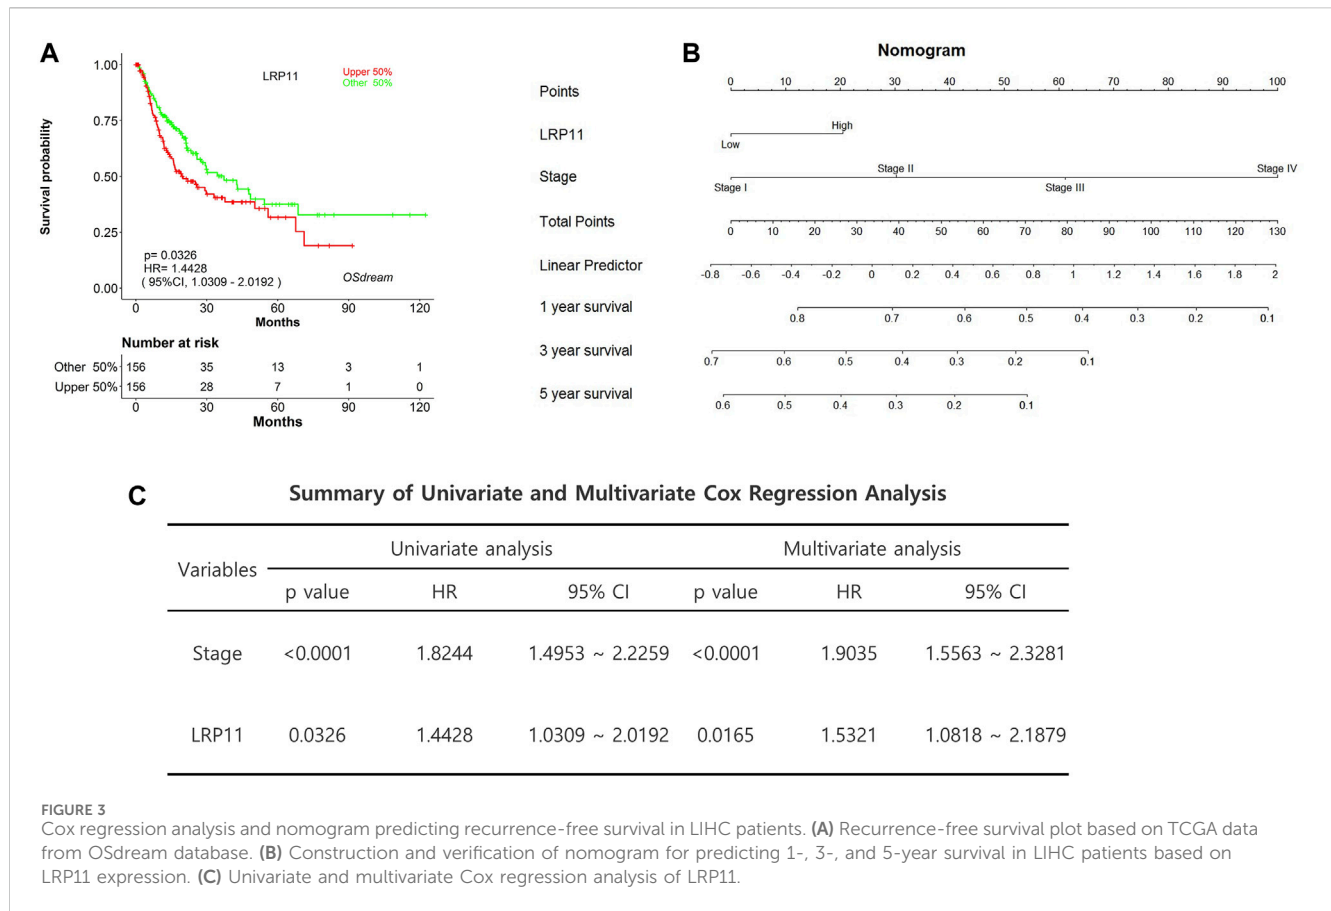 A
LRP11
Upper 50%
Other 50%
Survival probability
1.00
0.75
0.50
0.25
0.00
p= 0.0326
HR= 1.4428
( 95%CI, 1.0309 - 2.0192 )
OSdream
0 30 60 90 120
Months
Number at risk
Other 50% 156 35 13 3 1
Upper 50% 156 28 7 1 0
0 30 60 90 120
Months
B
Nomogram
Points
0 10 20 30 40 50 60 70 80 90 100
LRP11
High
Low
Stage
Stage II Stage IV
Stage I Stage III
Total Points
0 10 20 30 40 50 60 70 80 90 100 110 120 130
Linear Predictor
-0.8 -0.6 -0.4 -0.2 0 0.2 0.4 0.6 0.8 1 1.2 1.4 1.6 1.8 2
1 year survival
0.8 0.7 0.6 0.5 0.4 0.3 0.2 0.1
3 year survival
0.7 0.6 0.5 0.4 0.3 0.2 0.1
5 year survival
0.6 0.5 0.4 0.3 0.2 0.1
C
Summary of Univariate and Multivariate Cox Regression Analysis
Variables
Univariate analysis Multivariate analysis
p value HR 95% CI p value HR 95% CI
Stage <0.0001 1.8244 1.4953 ~ 2.2259 <0.0001 1.9035 1.5563 ~ 2.3281
LRP11 0.0326 1.4428 1.0309 ~ 2.0192 0.0165 1.5321 1.0818 ~ 2.1879
FIGURE 3
Cox regression analysis and nomogram predicting recurrence-free survival in LIHC patients. (A) Recurrence-free survival plot based on TCGA data
from OSdream database. (B) Construction and verification of nomogram for predicting 1-, 3-, and 5-year survival in LIHC patients based on
LRP11 expression. (C) Univariate and multivariate Cox regression analysis of LRP11.